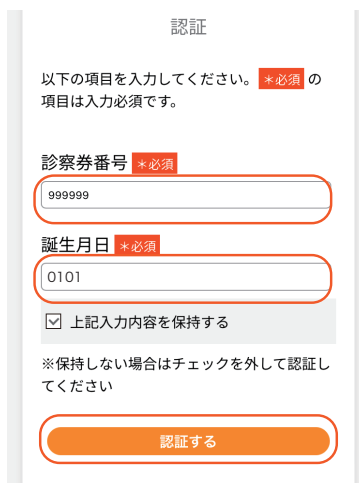 認証
以下の項目を入力してください。 ＊必須 の
項目は入力必須です。
診察券番号 ＊必須
999999
誕生月日 ＊必須
0101
上記入力内容を保持する
※保持しない場合はチェックを外して認証し
てください
認証する